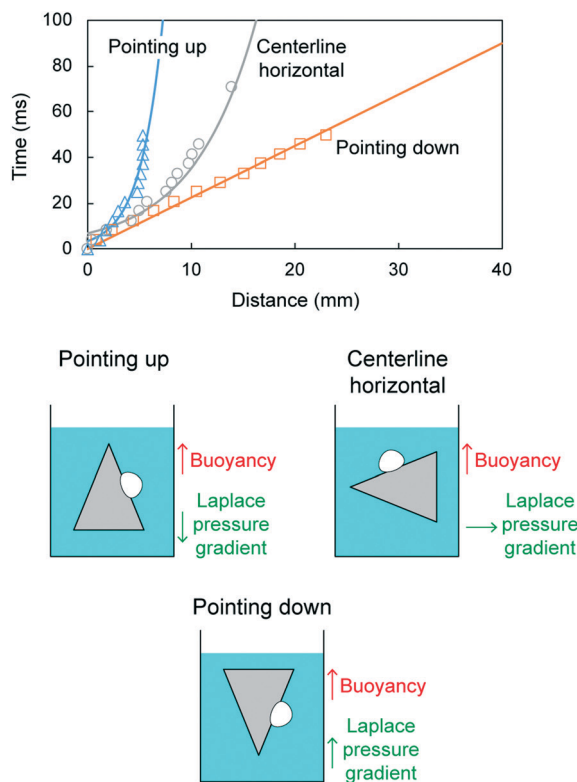 100
80
60
40
20
0
Time (ms)
Pointing up
Centerline
horizontal
Pointing down
0
10
20
30
40
Distance (mm)
Pointing up
Buoyancy
Laplace
pressure
gradient
Centerline
horizontal
Buoyancy
Laplace
pressure
gradient
Pointing down
Buoyancy
Laplace
pressure
gradient